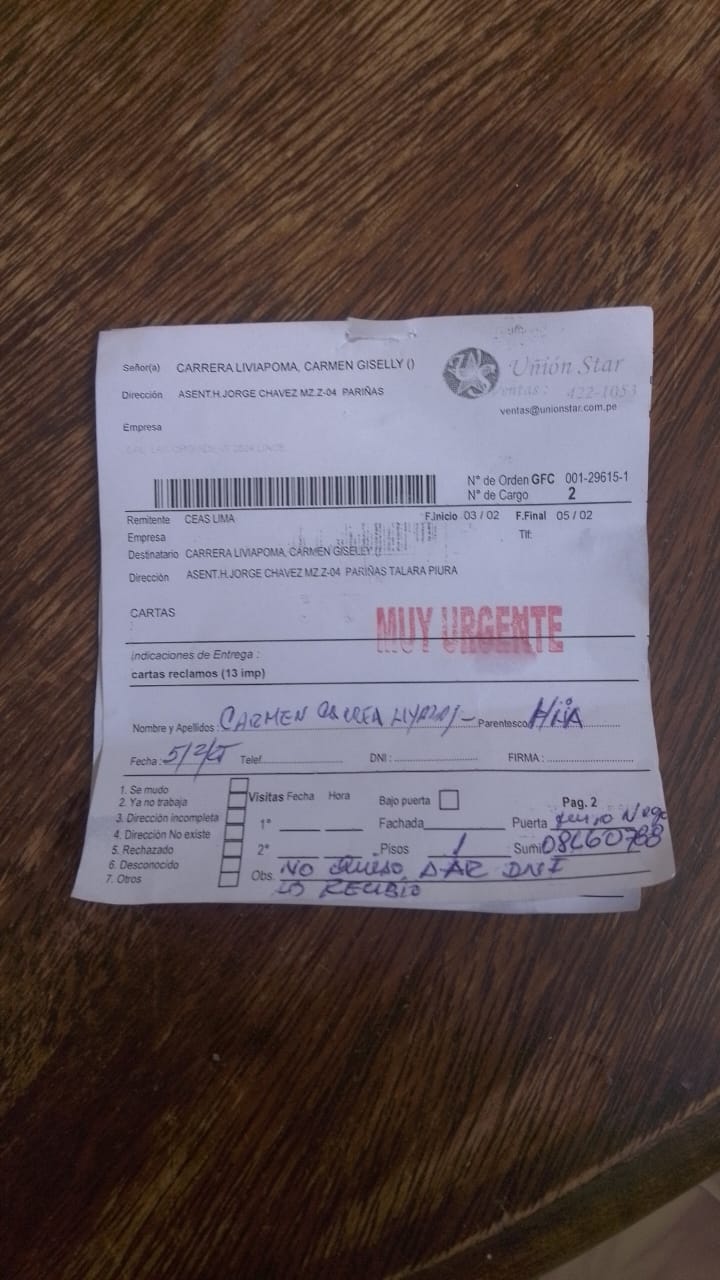 Señor(a) CARRERA LIVIAPOMA, CARMEN GISELLY ()
Unión Star
Dirección ASENT.H.JORGE CHAVEZ MZ.Z-04 PARIÑAS
Ventas: 422-1053
ventas@unionstar.com.pe
Empresa
N° de Orden GFC 001-29615-1
N° de Cargo 2
Remitente CEAS LIMA F.Inicio 03 / 02 F.Final 05 / 02
Empresa Tlf:
Destinatario CARRERA LIVIAPOMA, CARMEN GISELLY ()
Dirección ASENT.H.JORGE CHAVEZ MZ.Z-04 PARIÑAS TALARA PIURA
CARTAS
:
MUY URGENTE
Indicaciones de Entrega :
cartas reclamos (13 imp)
Nombre y Apellidos : CARMEN Parentesco HijA
Fecha : 5/2/ Telef. DNI : FIRMA :
1. Se mudo
2. Ya no trabaja
3. Dirección incompleta
4. Dirección No existe
5. Rechazado
6. Desconocido
7. Otros
Visitas Fecha Hora Bajo puerta Pag. 2
1° Fachada Puerta
2° Pisos 1 Sumi
Obs. NO DAR DNI
LO RECIBIO